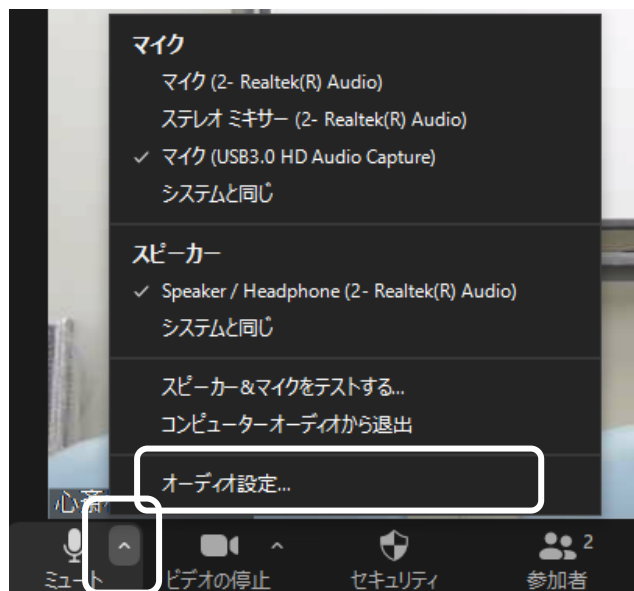 マイク
マイク (2- Realtek(R) Audio)
ステレオ ミキサー (2- Realtek(R) Audio)
✓ マイク (USB3.0 HD Audio Capture)
システムと同じ
スピーカー
✓ Speaker / Headphone (2- Realtek(R) Audio)
システムと同じ
スピーカー&マイクをテストする...
コンピューターオーディオから退出
オーディオ設定...
心斎
2
ミュート ビデオの停止 セキュリティ 参加者